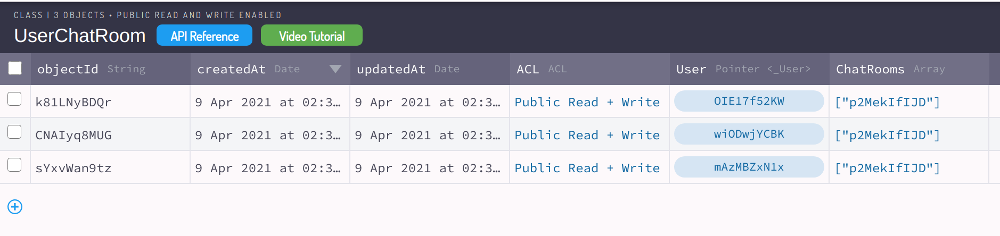 CLASS | 3 OBJECTS • PUBLIC READ AND WRITE ENABLED
UserChatRoom API Reference Video Tutorial
objectId String createdAt Date updatedAt Date ACL ACL User Pointer <_User> ChatRooms Array
k81LNyBDQr 9 Apr 2021 at 02:3… 9 Apr 2021 at 02:3… Public Read + Write OIE17f52KW ["p2MekIfIJD"]
CNAIyq8MUG 9 Apr 2021 at 02:3… 9 Apr 2021 at 02:3… Public Read + Write wiODwjYCBK ["p2MekIfIJD"]
sYxvWan9tz 9 Apr 2021 at 02:3… 9 Apr 2021 at 02:3… Public Read + Write mAzMBZxN1x ["p2MekIfIJD"]